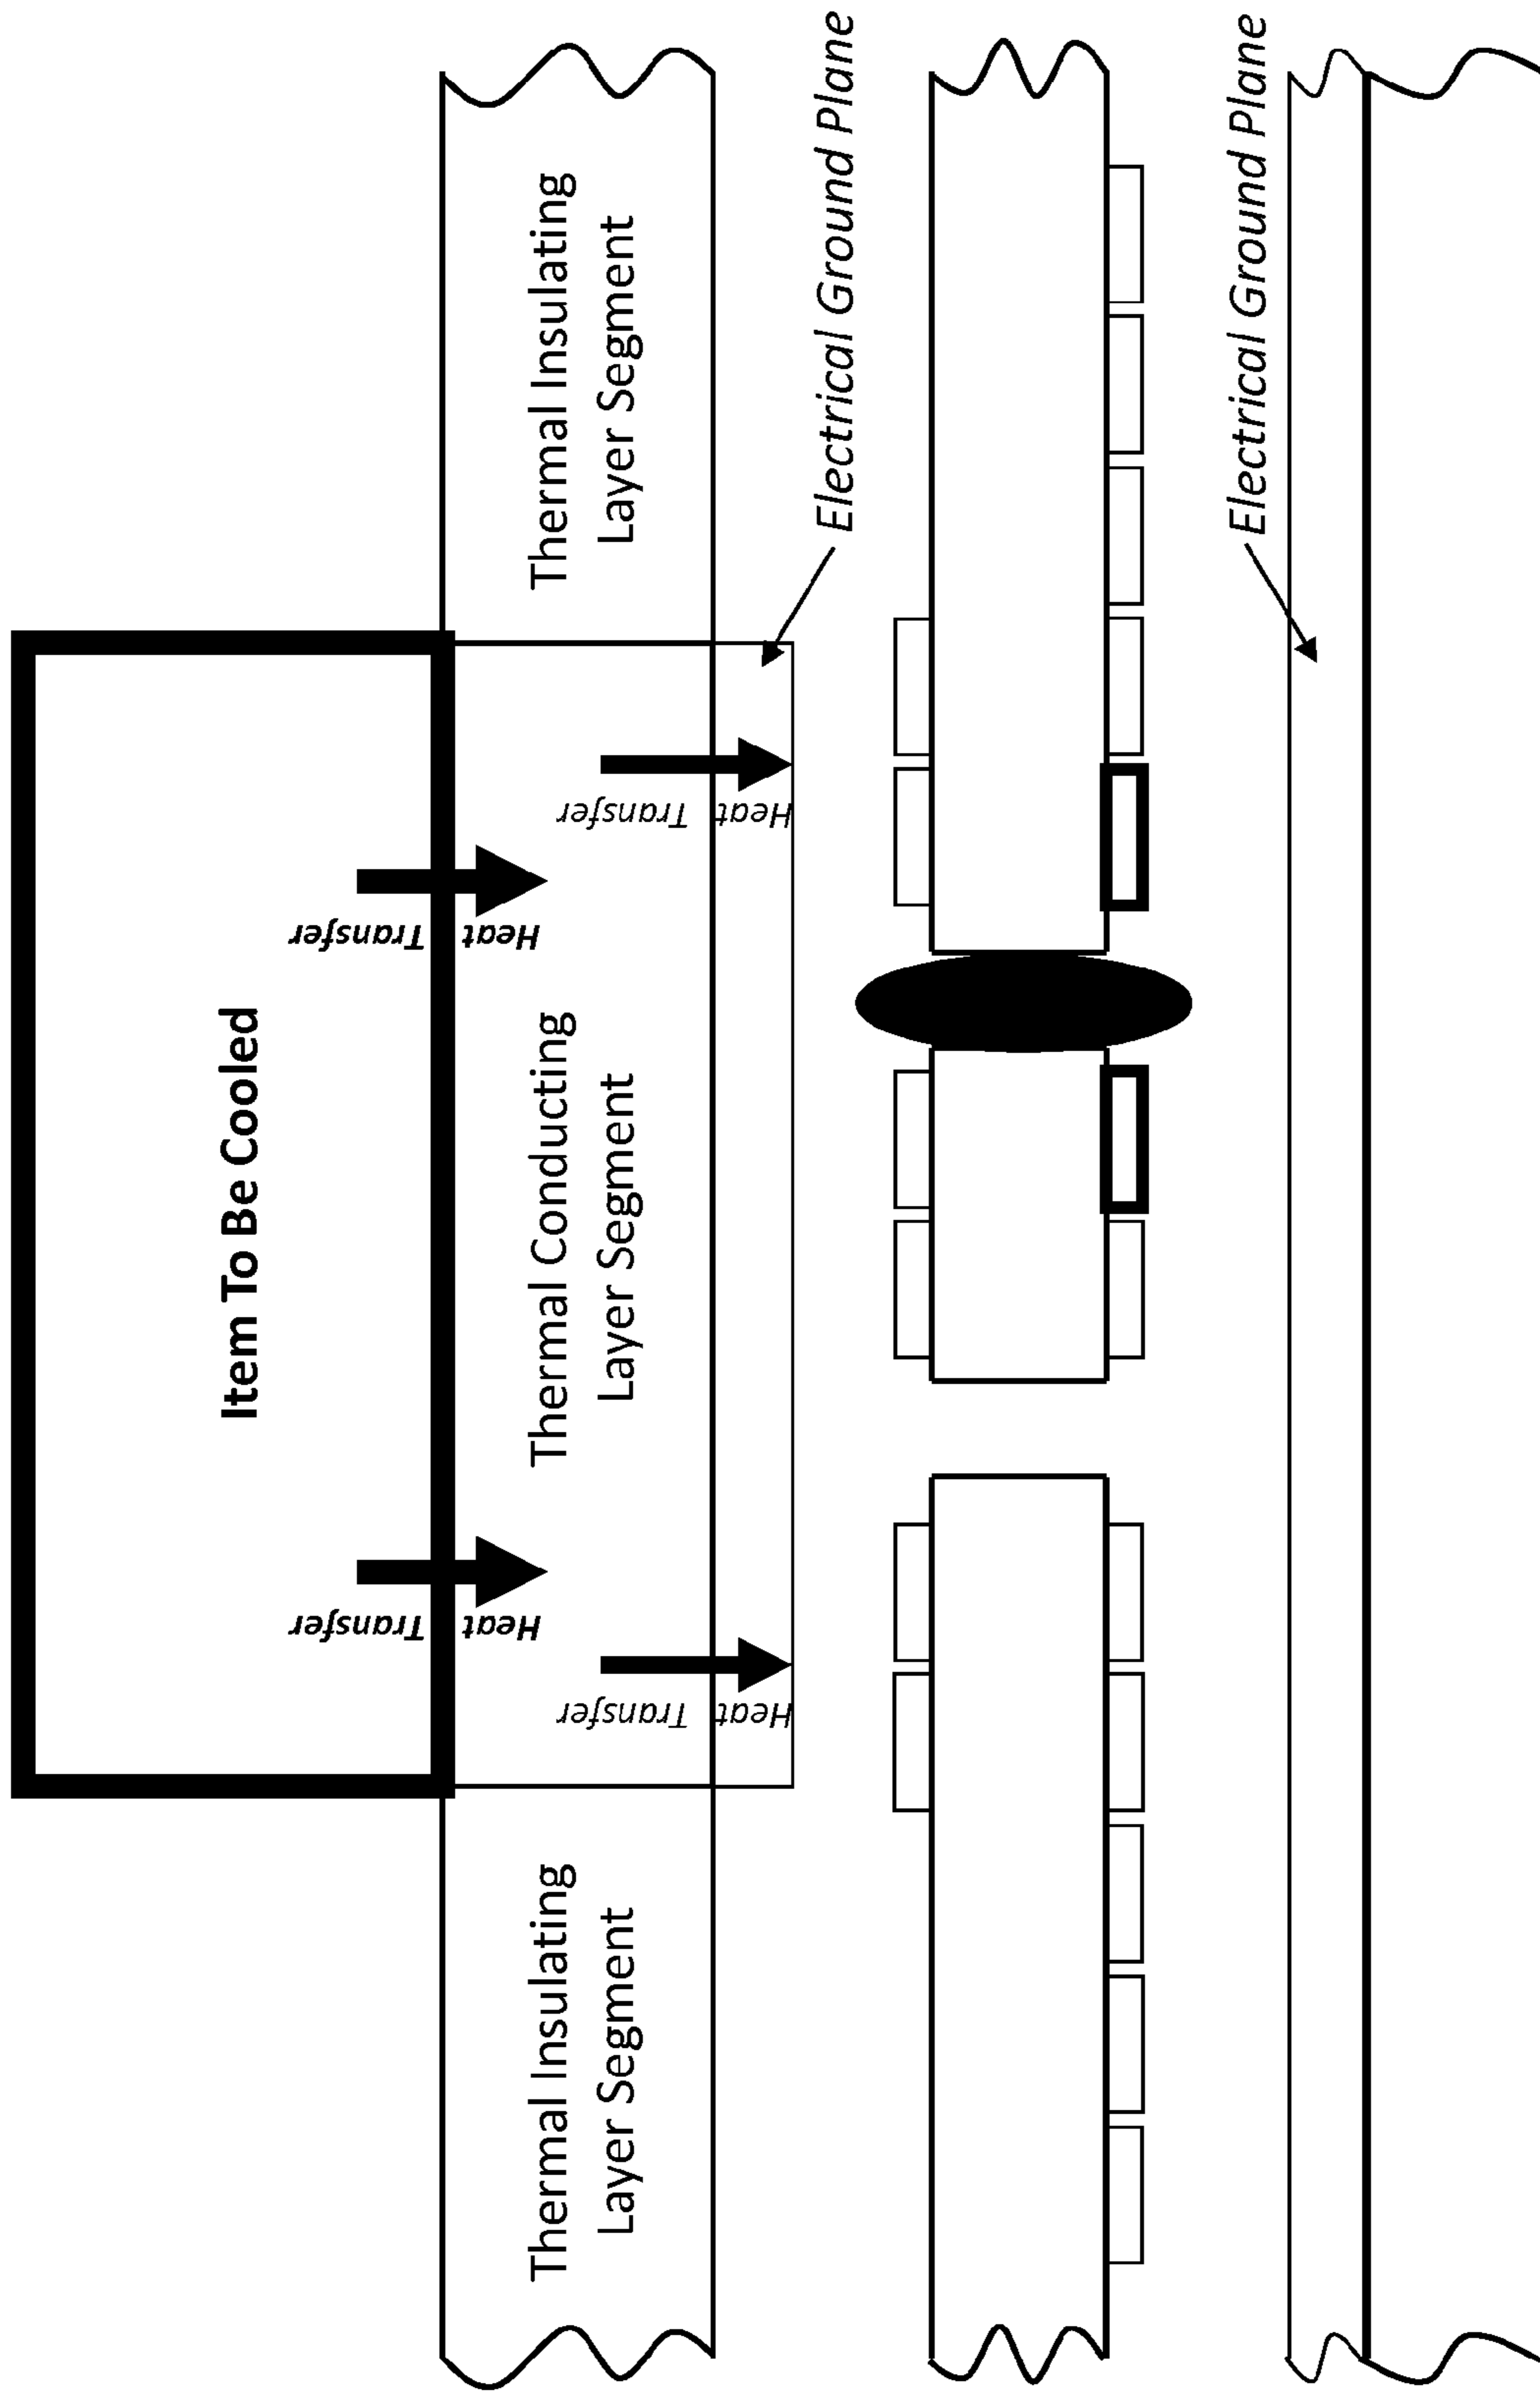 Item To Be Cooled
Heat
Transfer
Heat
Transfer
Thermal Insulating
Layer Segment
Thermal Conducting
Layer Segment
Thermal Insulating
Layer Segment
Heat
Transfer
Heat
Transfer
Electrical Ground Plane
Electrical Ground Plane